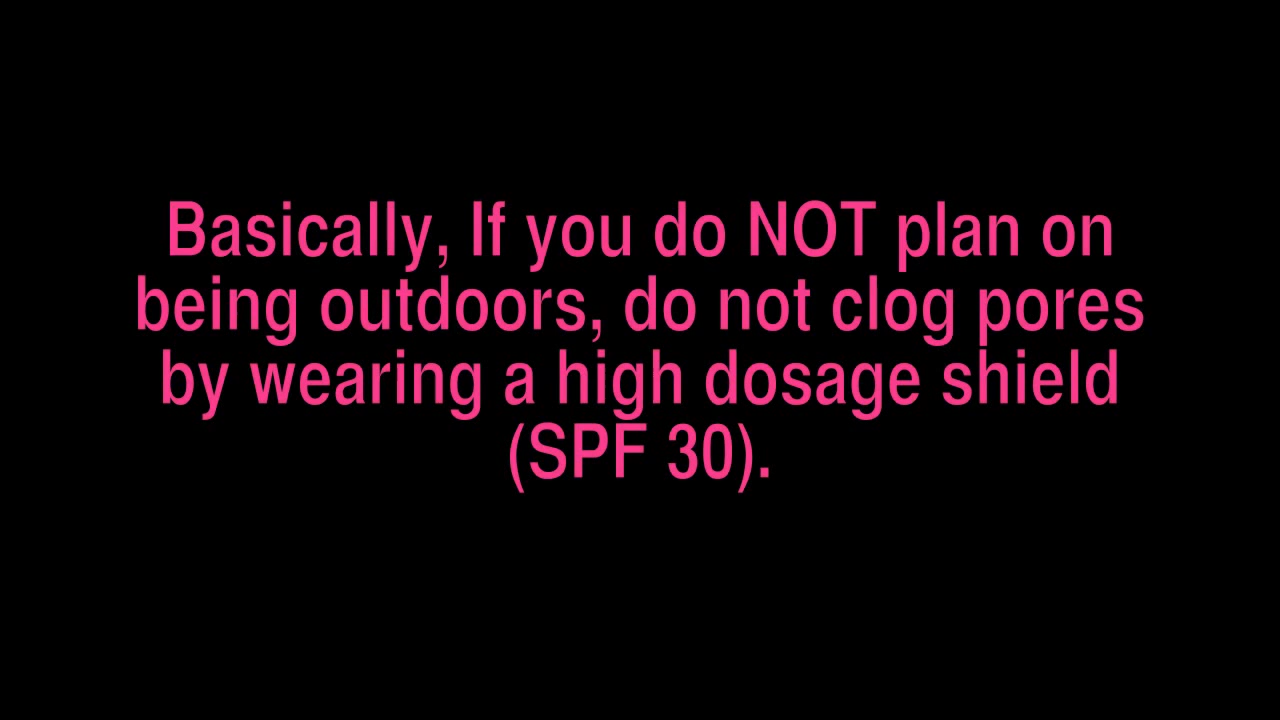 Basically, If you do NOT plan on
being outdoors, do not clog pores
by wearing a high dosage shield
(SPF 30).